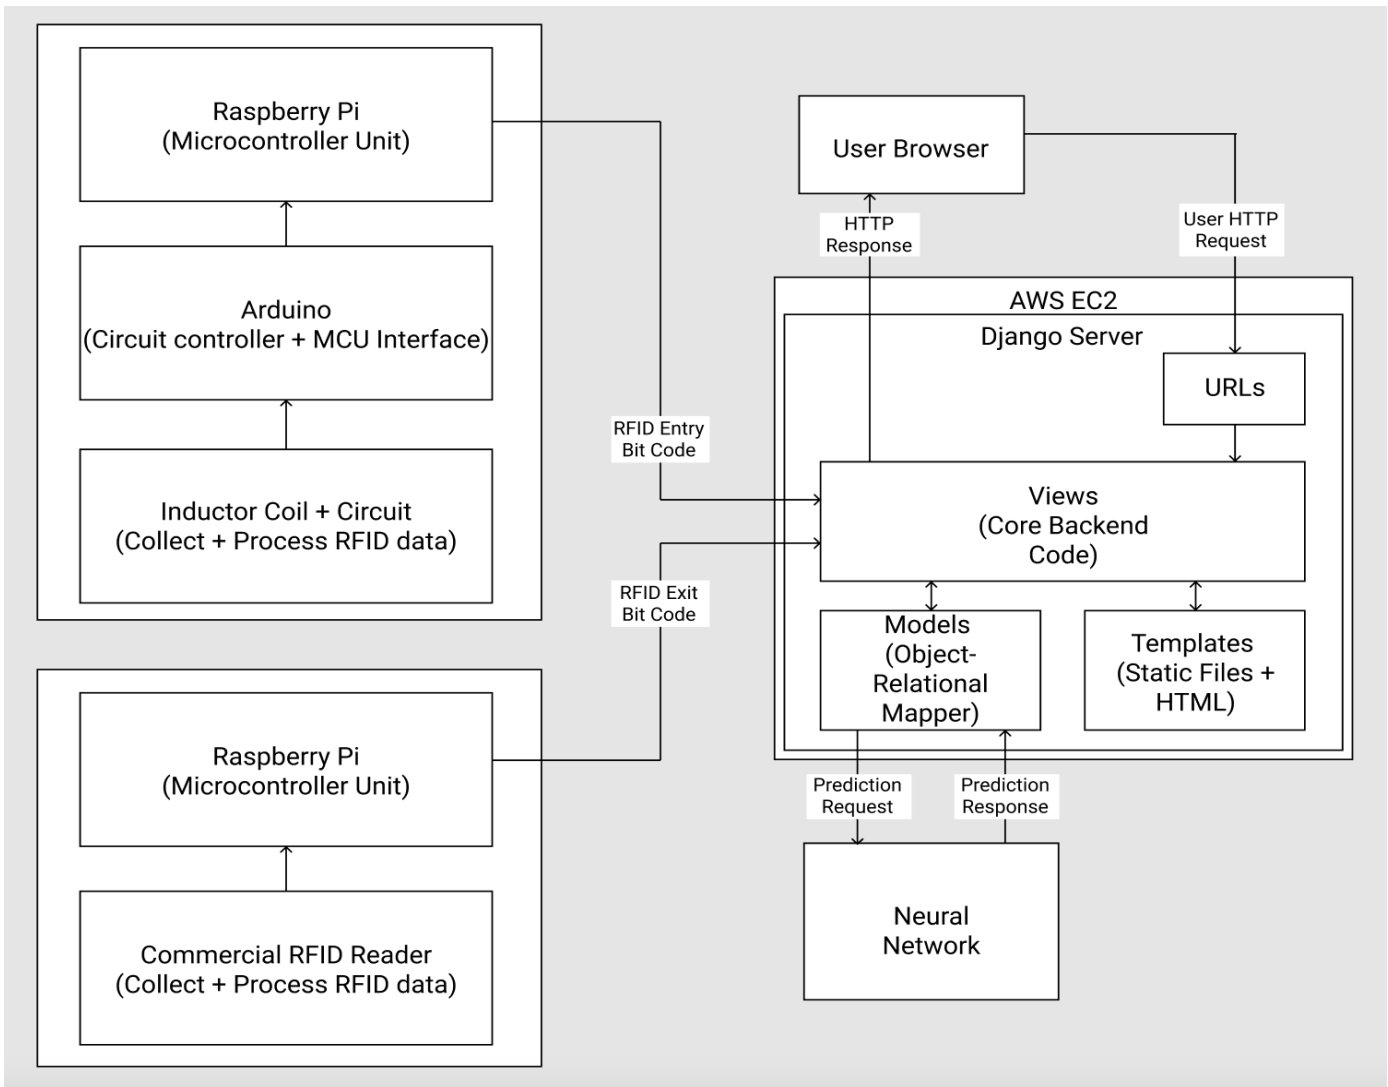 Raspberry Pi
(Microcontroller Unit)
Arduino
(Circuit controller + MCU Interface)
Inductor Coil + Circuit
(Collect + Process RFID data)
Raspberry Pi
(Microcontroller Unit)
Commercial RFID Reader
(Collect + Process RFID data)
RFID Entry
Bit Code
RFID Exit
Bit Code
User Browser
HTTP
Response
User HTTP
Request
AWS EC2
Django Server
URLs
Views
(Core Backend
Code)
Models
(Object-
Relational
Mapper)
Templates
(Static Files +
HTML)
Prediction
Request
Prediction
Response
Neural
Network